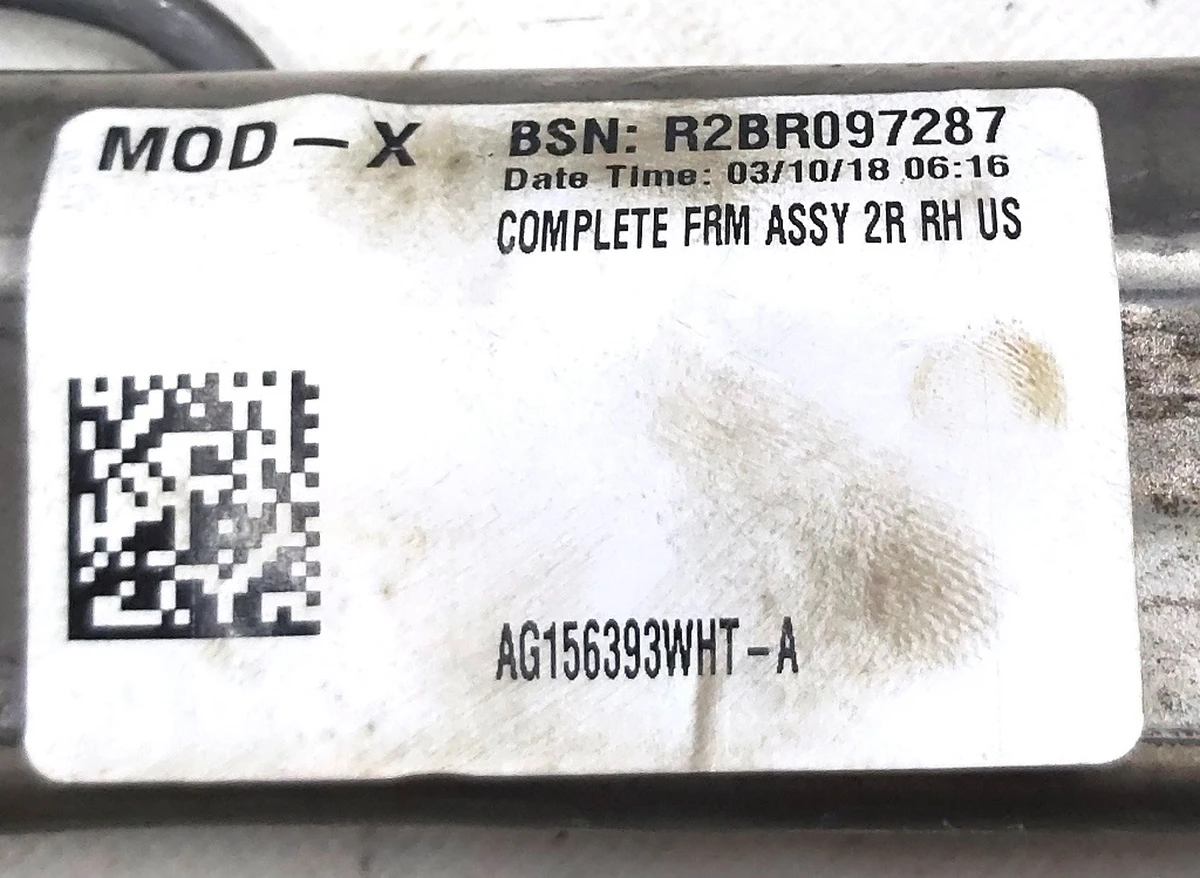 MOD-X
BSN: R2BR097287
Date Time: 03/10/18 06:16
COMPLETE FRM ASSY 2R RH US
AG156393WHT-A